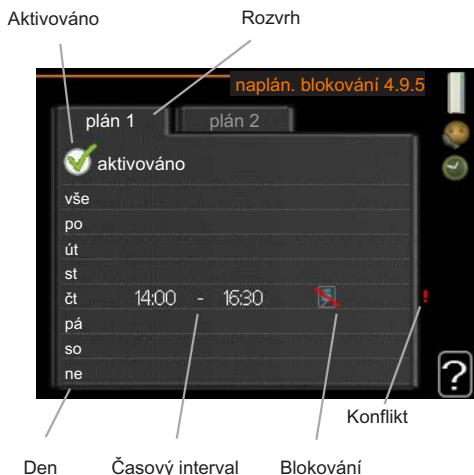 Aktivováno Rozvrh
naplán. blokování 4.9.5
plán 1 plán 2
aktivováno
vše
po
út
st
čt 14:00 - 16:30 !
pá
so
ne
?
Konflikt
Den Časový interval Blokování